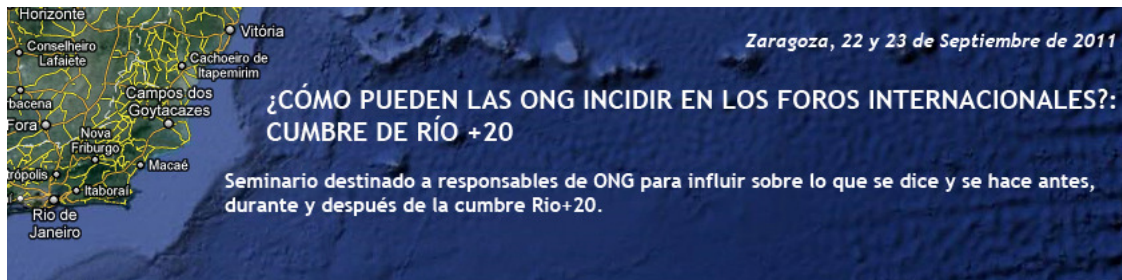 Horizonte
Vitória
Conselheiro
Lafaiete
Cachoeiro de
Itapemirim
Campos dos
Goytacazes
Nova
Friburgo
Macaé
Itaboraí
Rio de
Janeiro
Zaragoza, 22 y 23 de Septiembre de 2011
¿CÓMO PUEDEN LAS ONG INCIDIR EN LOS FOROS INTERNACIONALES?:
CUMBRE DE RÍO +20
Seminario destinado a responsables de ONG para influir sobre lo que se dice y se hace antes,
durante y después de la cumbre Rio+20.